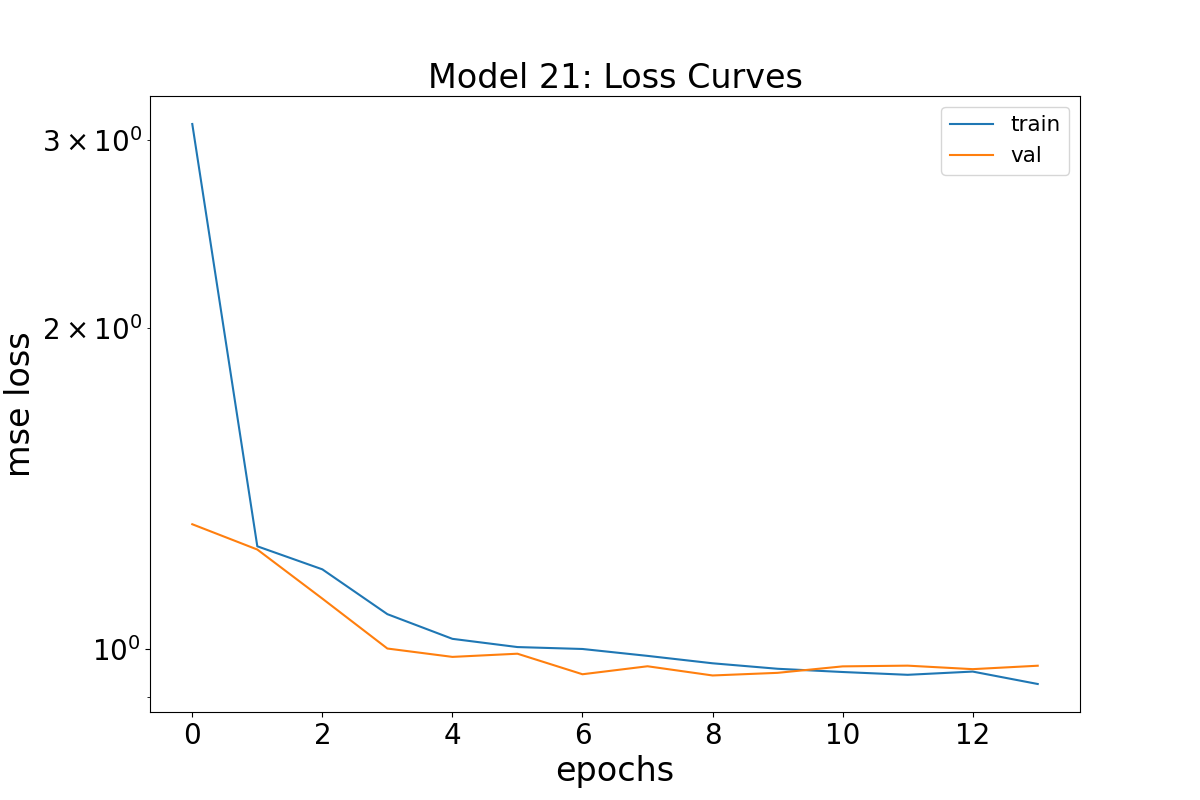 Model 21: Loss Curves
train
val
3 × 10⁰
2 × 10⁰
10⁰
mse loss
0 2 4 6 8 10 12
epochs